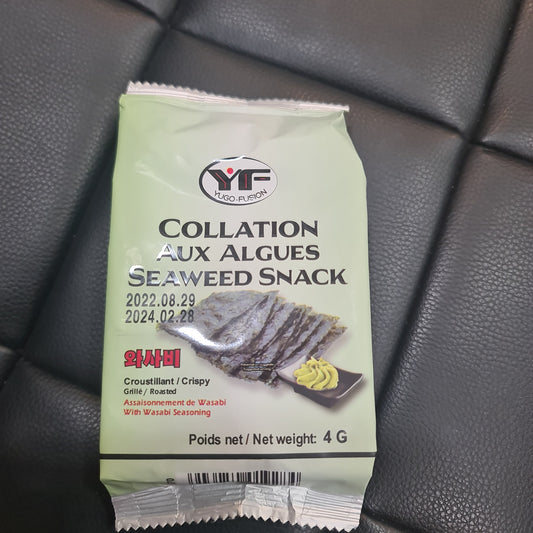 YF
YUGO-FUSION
COLLATION
AUX ALGUES
SEAWEED SNACK
2022.08.29
2024.02.28
와사비
Croustillant / Crispy
Grillé / Roasted
Assaisonnement de Wasabi
With Wasabi Seasoning
Poids net / Net weight: 4 G